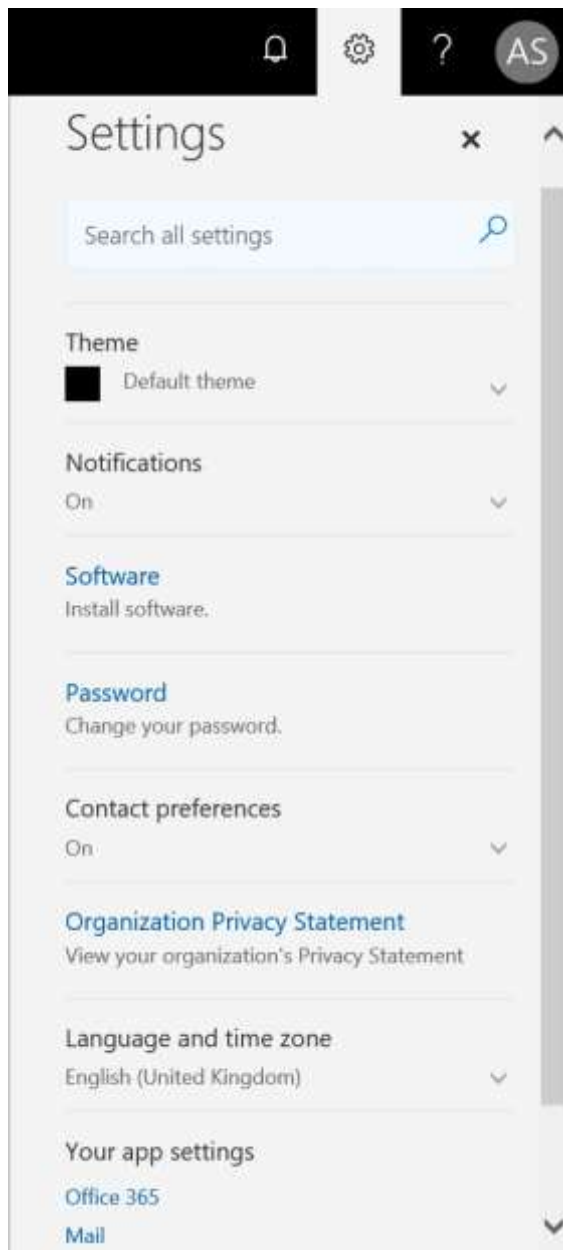 ? AS
Settings
Search all settings
Theme
Default theme
Notifications
On
Software
Install software.
Password
Change your password.
Contact preferences
On
Organization Privacy Statement
View your organization's Privacy Statement
Language and time zone
English (United Kingdom)
Your app settings
Office 365
Mail